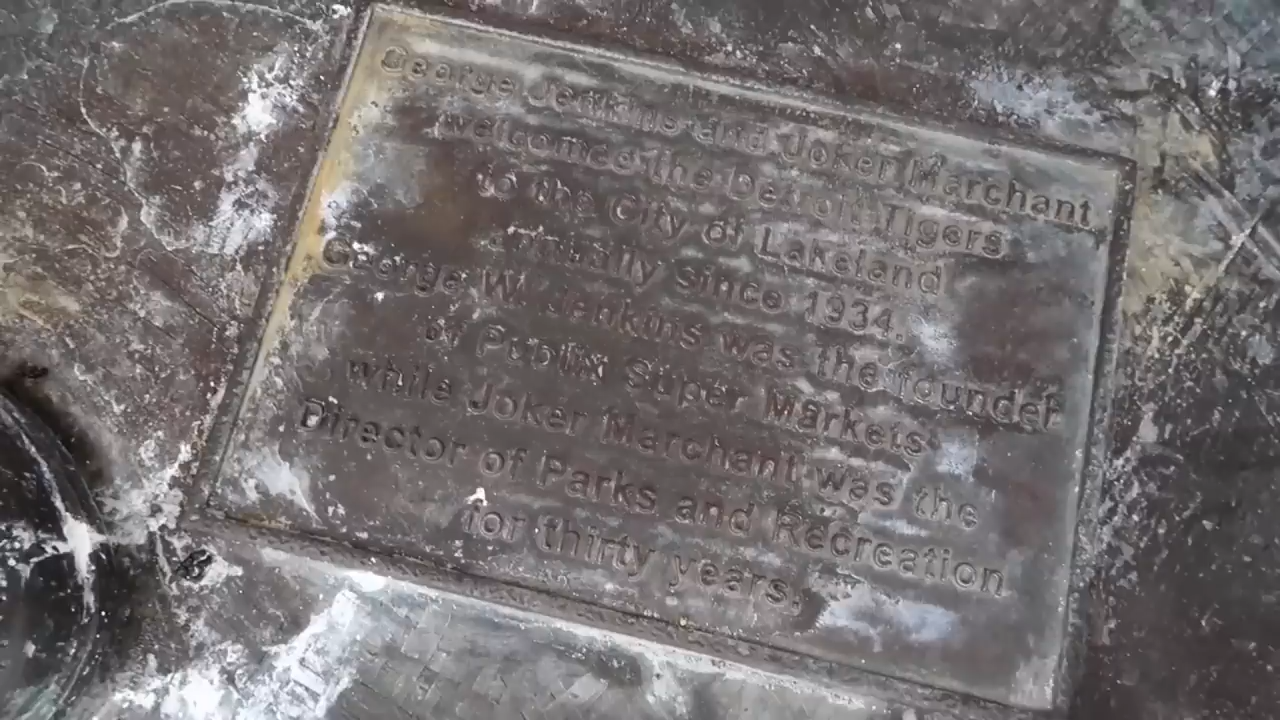 George Jenkins and Joker Marchant
welcomed the Detroit Tigers
to the City of Lakeland
annually since 1934.
George W. Jenkins was the founder
of Publix Super Markets
while Joker Marchant was the
Director of Parks and Recreation
for thirty years.